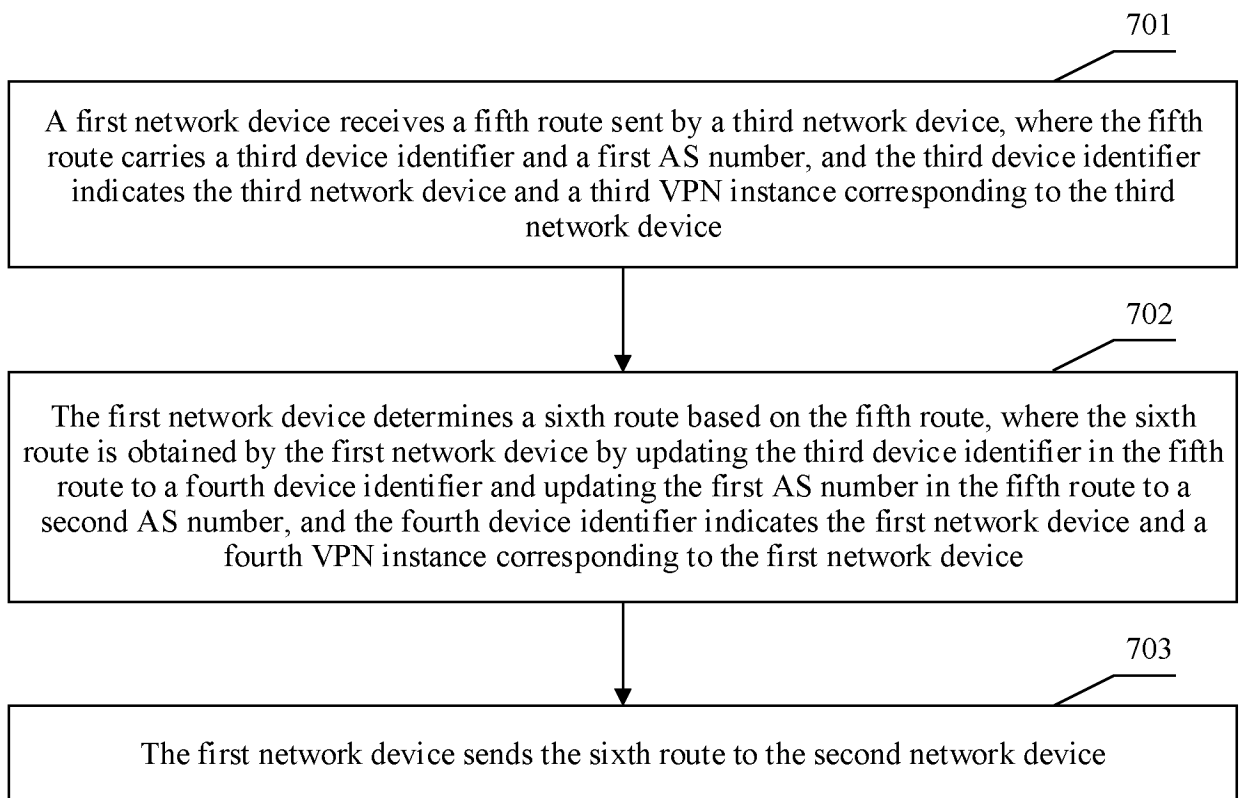 701
A first network device receives a fifth route sent by a third network device, where the fifth
route carries a third device identifier and a first AS number, and the third device identifier
indicates the third network device and a third VPN instance corresponding to the third
network device
702
The first network device determines a sixth route based on the fifth route, where the sixth
route is obtained by the first network device by updating the third device identifier in the fifth
route to a fourth device identifier and updating the first AS number in the fifth route to a
second AS number, and the fourth device identifier indicates the first network device and a
fourth VPN instance corresponding to the first network device
703
The first network device sends the sixth route to the second network device